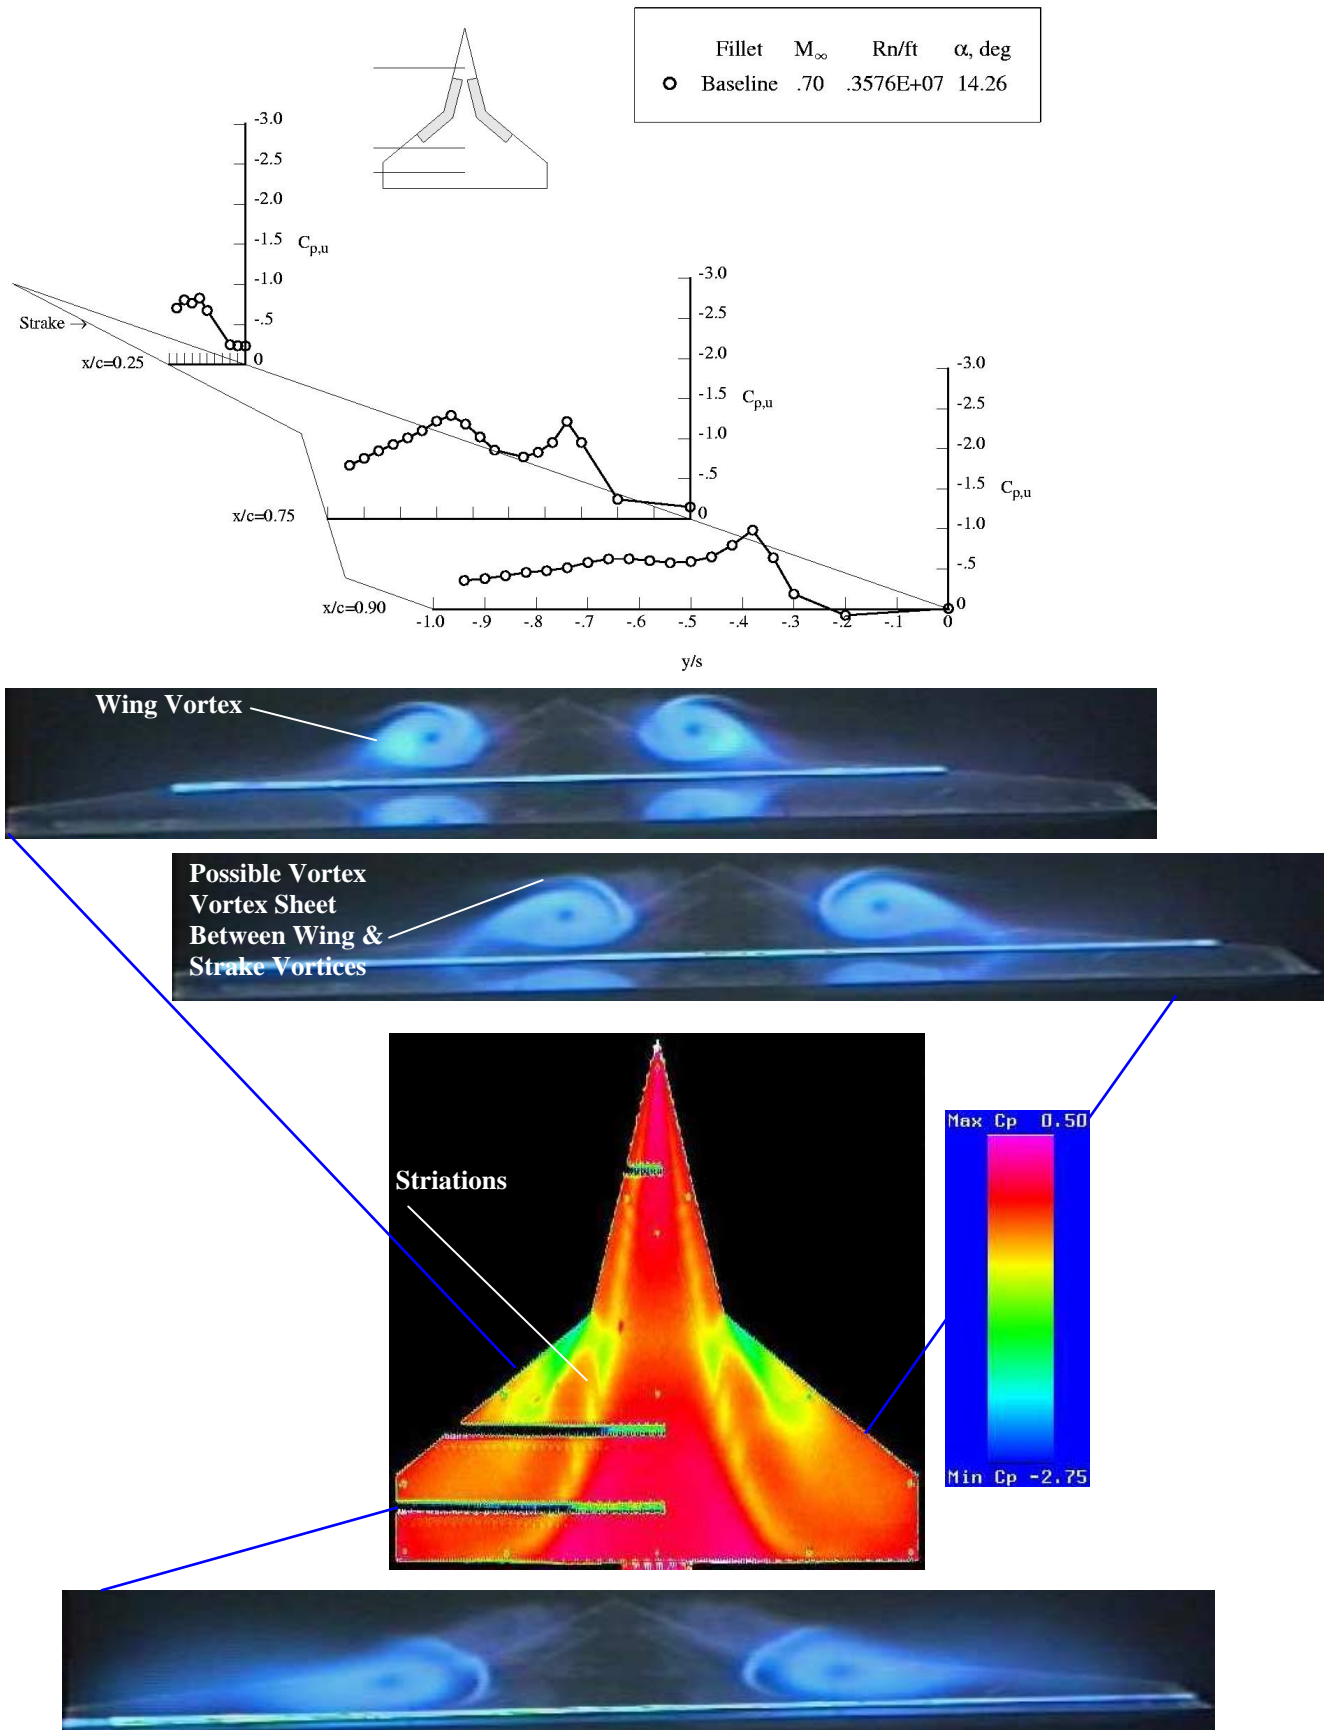 Fillet M∞ Rn/ft α, deg
Baseline .70 .3576E+07 14.26
-3.0
-2.5
-2.0
-1.5 Cp,u
-1.0
-.5
0
Strake
x/c=0.25
-3.0
-2.5
-2.0
-1.5 Cp,u
-1.0
-.5
0
x/c=0.75
-3.0
-2.5
-2.0
-1.5 Cp,u
-1.0
-.5
0
x/c=0.90
-1.0 -.9 -.8 -.7 -.6 -.5 -.4 -.3 -.2 -.1 0
y/s
Wing Vortex
Possible Vortex
Vortex Sheet
Between Wing &
Strake Vortices
Striations
Max Cp 0.50
Min Cp -2.75